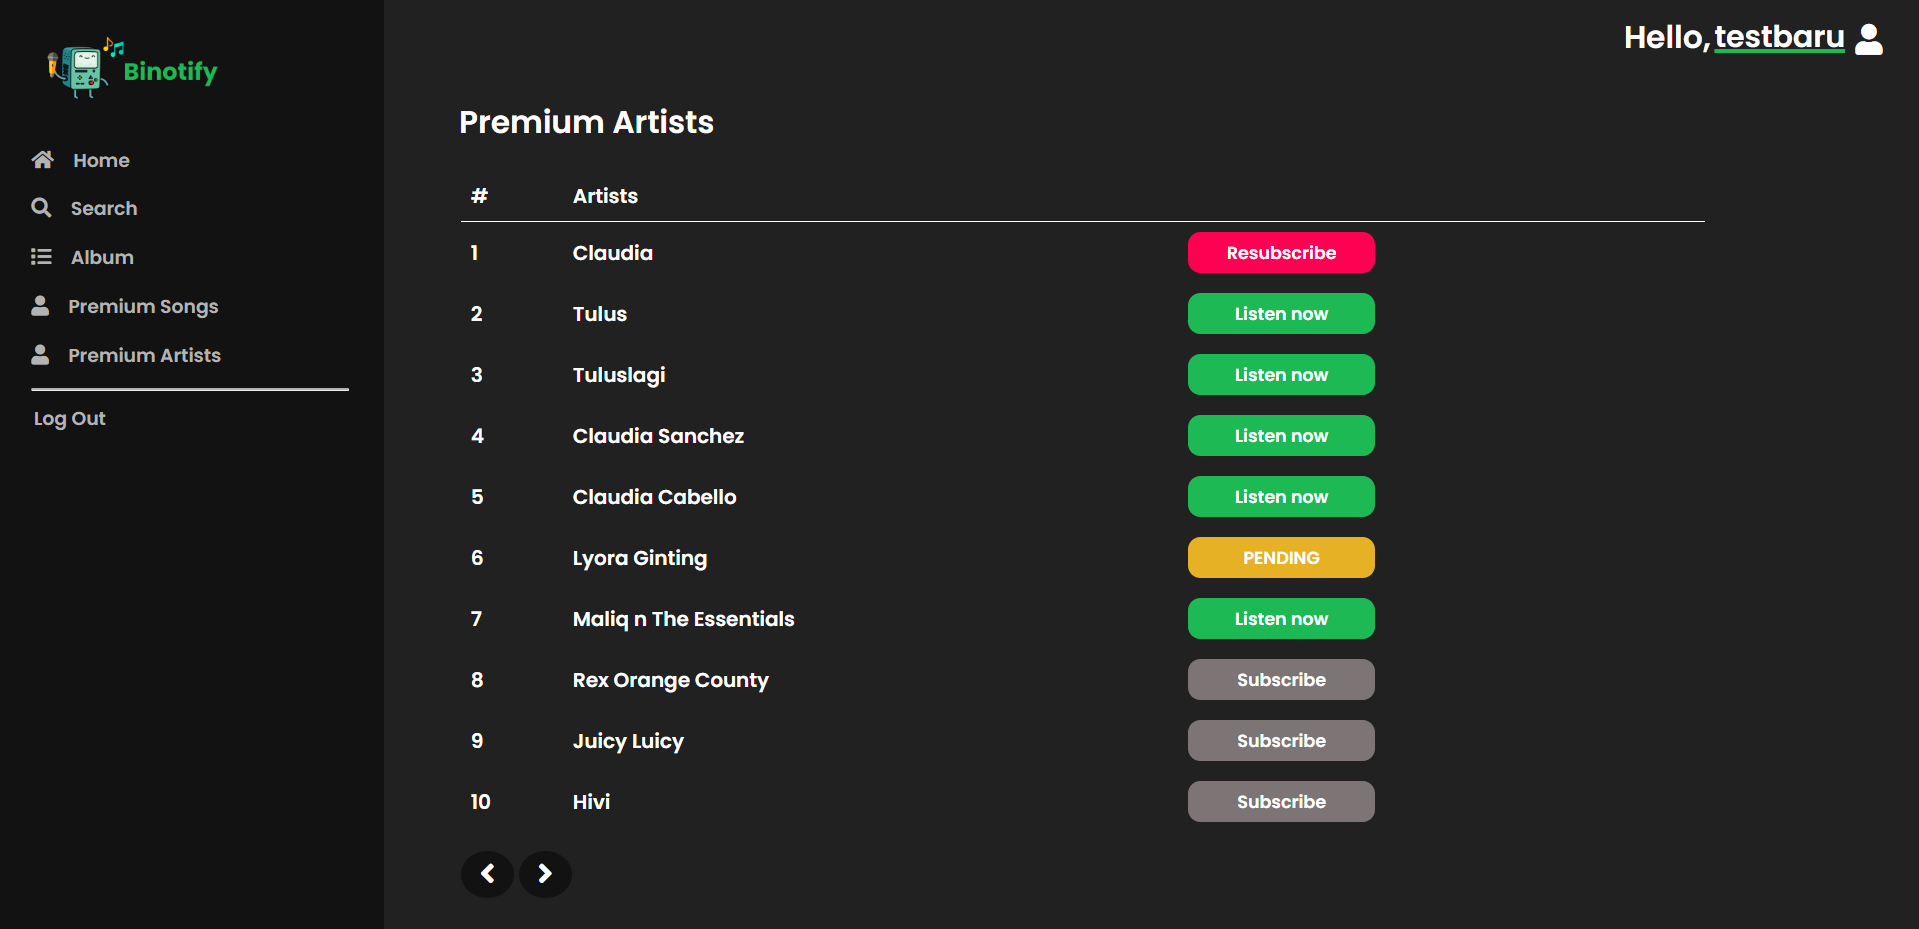 Binotify
Home
Search
Album
Premium Songs
Premium Artists
Log Out
Hello, testbaru
Premium Artists
# Artists
1 Claudia Resubscribe
2 Tulus Listen now
3 Tuluslagi Listen now
4 Claudia Sanchez Listen now
5 Claudia Cabello Listen now
6 Lyora Ginting PENDING
7 Maliq n The Essentials Listen now
8 Rex Orange County Subscribe
9 Juicy Luicy Subscribe
10 Hivi Subscribe